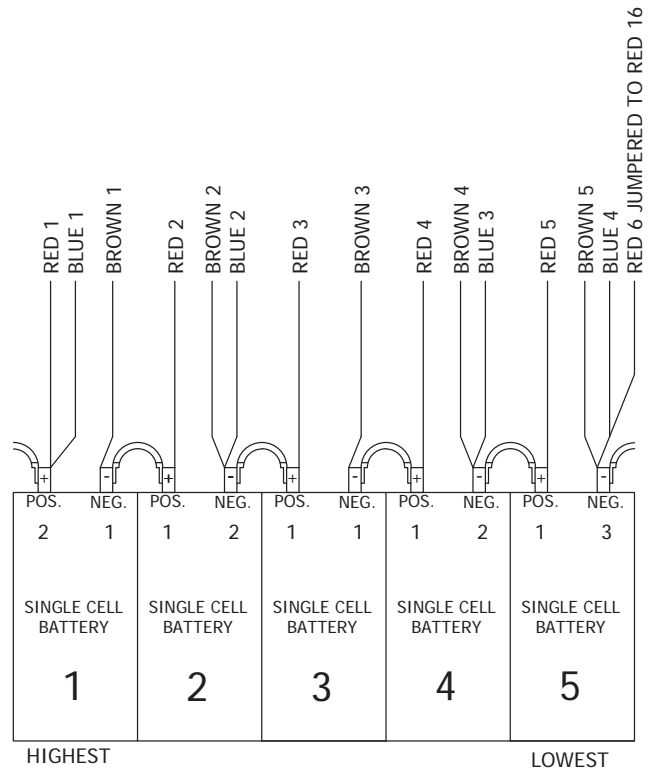 RED 1
BLUE 1
BROWN 1
RED 2
BROWN 2
BLUE 2
RED 3
BROWN 3
RED 4
BROWN 4
BLUE 3
RED 5
BROWN 5
BLUE 4
RED 6 JUMPERED TO RED 16
+ - + - + - + - + -
POS. NEG. POS. NEG. POS. NEG. POS. NEG. POS. NEG.
2 1 1 2 1 1 1 2 1 3
SINGLE CELL SINGLE CELL SINGLE CELL SINGLE CELL SINGLE CELL
BATTERY BATTERY BATTERY BATTERY BATTERY
1 2 3 4 5
HIGHEST LOWEST